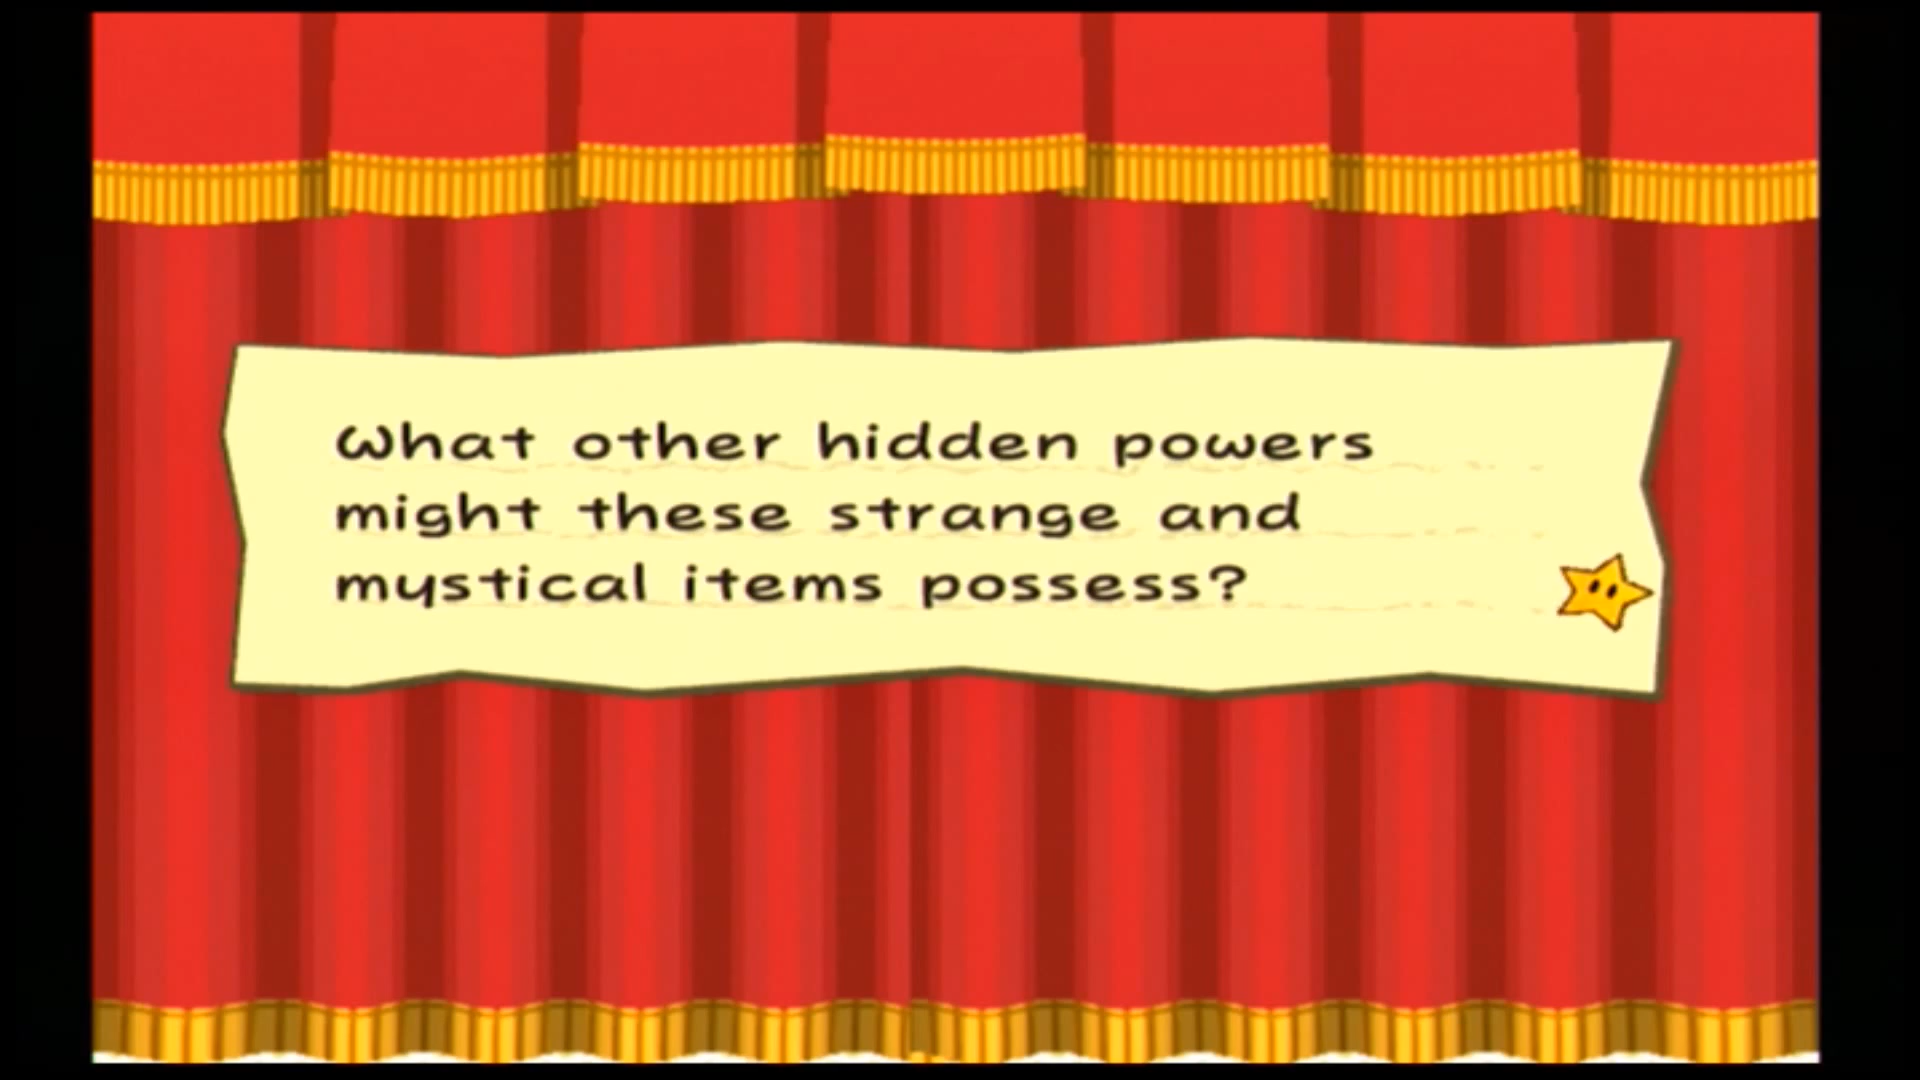 What other hidden powers
might these strange and
mystical items possess?